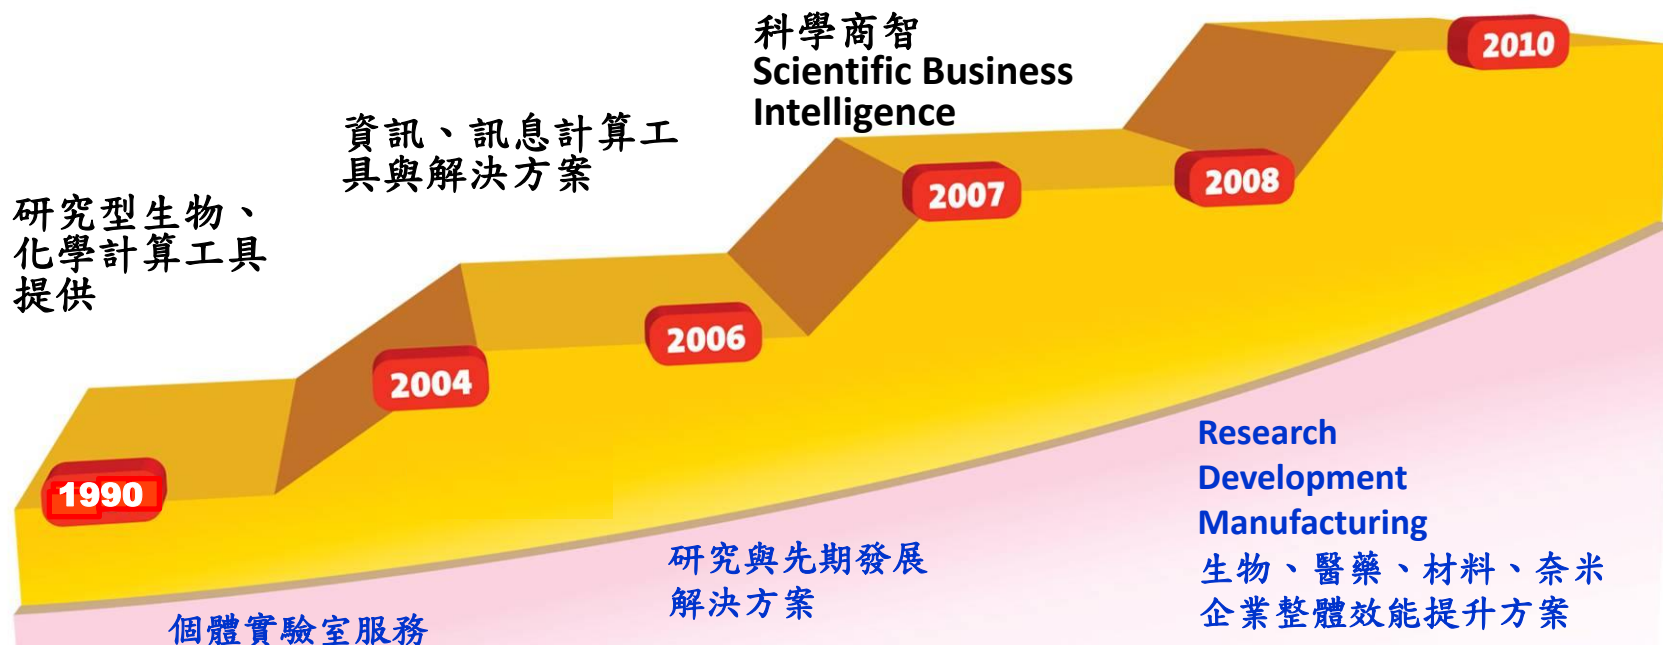 科學商智
Scientific Business
Intelligence
2010
資訊、訊息計算工
具與解決方案
2007
2008
研究型生物、
化學計算工具
提供
2006
2004
1990
Research
Development
Manufacturing
生物、醫藥、材料、奈米
企業整體效能提升方案
研究與先期發展
解決方案
個體實驗室服務